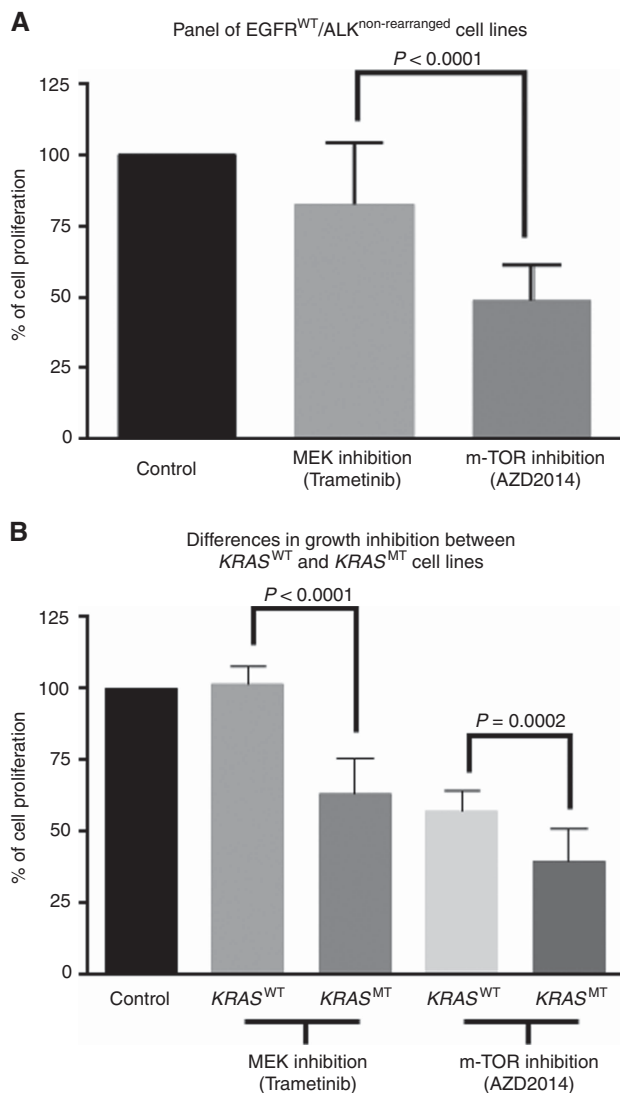 A
Panel of EGFRWT/ALKnon-rearranged cell lines
P < 0.0001
125
100
75
50
25
0
% of cell proliferation
Control
MEK inhibition
(Trametinib)
m-TOR inhibition
(AZD2014)
B
Differences in growth inhibition between
KRASWT and KRASMT cell lines
P < 0.0001
P = 0.0002
125
100
75
50
25
0
% of cell proliferation
Control
KRASWT
KRASMT
KRASWT
KRASMT
MEK inhibition
(Trametinib)
m-TOR inhibition
(AZD2014)